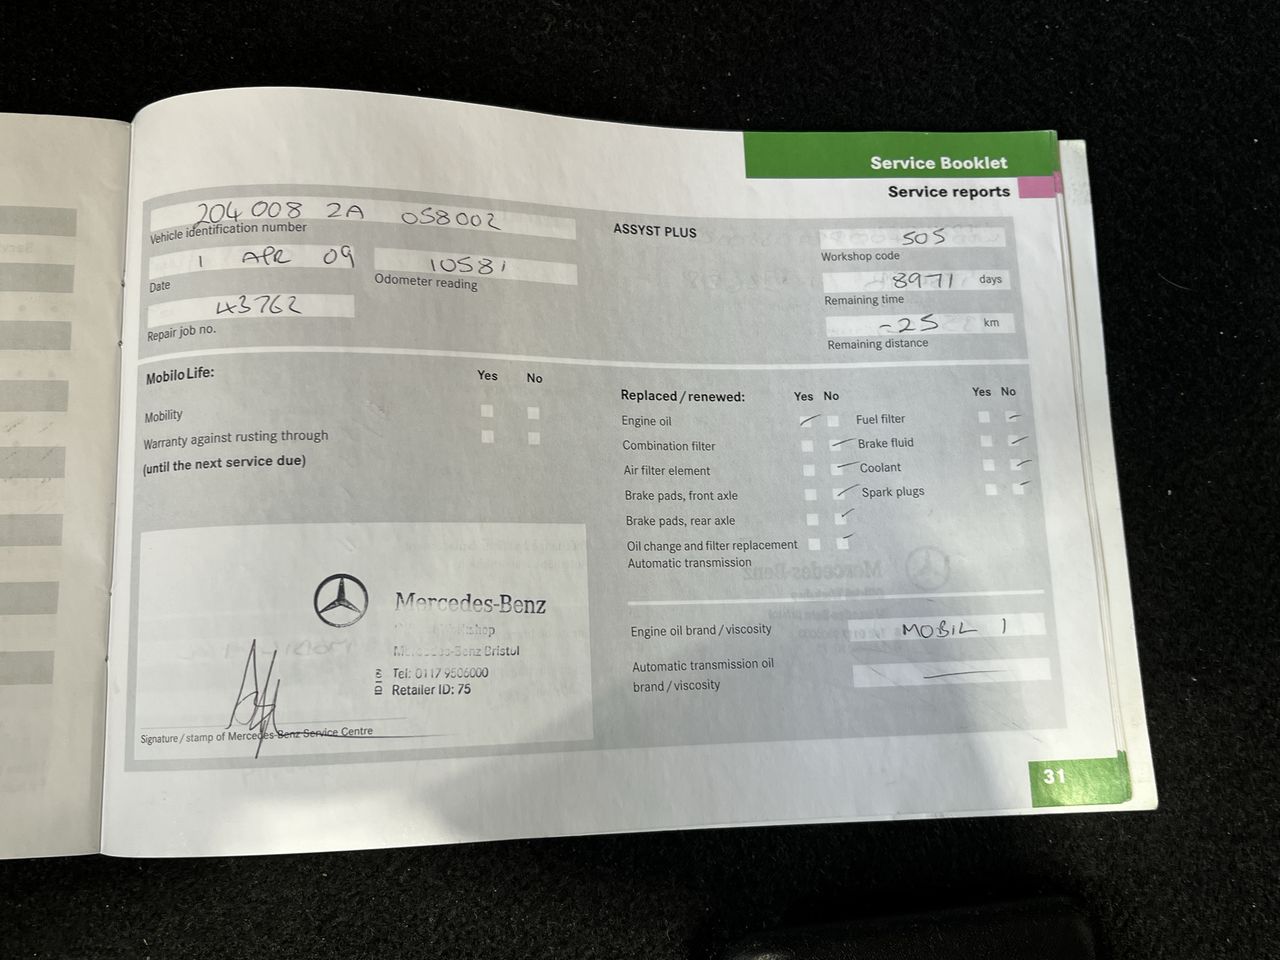 Service Booklet
Service reports
204 008 2A 058002
Vehicle identification number
1 APR 09
Date
10581
Odometer reading
43762
Repair job no.
ASSYST PLUS
505
Workshop code
8971 days
Remaining time
-25 km
Remaining distance
MobiloLife:
Yes No
Mobility
Warranty against rusting through
(until the next service due)
Replaced/renewed:
Yes No
Engine oil
Combination filter
Air filter element
Brake pads, front axle
Brake pads, rear axle
Oil change and filter replacement
Automatic transmission
Yes No
Fuel filter
Brake fluid
Coolant
Spark plugs
Mercedes-Benz
Mercedes-Benz Bristol
Tel: 0117 9506000
Retailer ID: 75
Signature/stamp of Mercedes-Benz Service Centre
Engine oil brand/viscosity
MOBIL 1
Automatic transmission oil
brand/viscosity
31